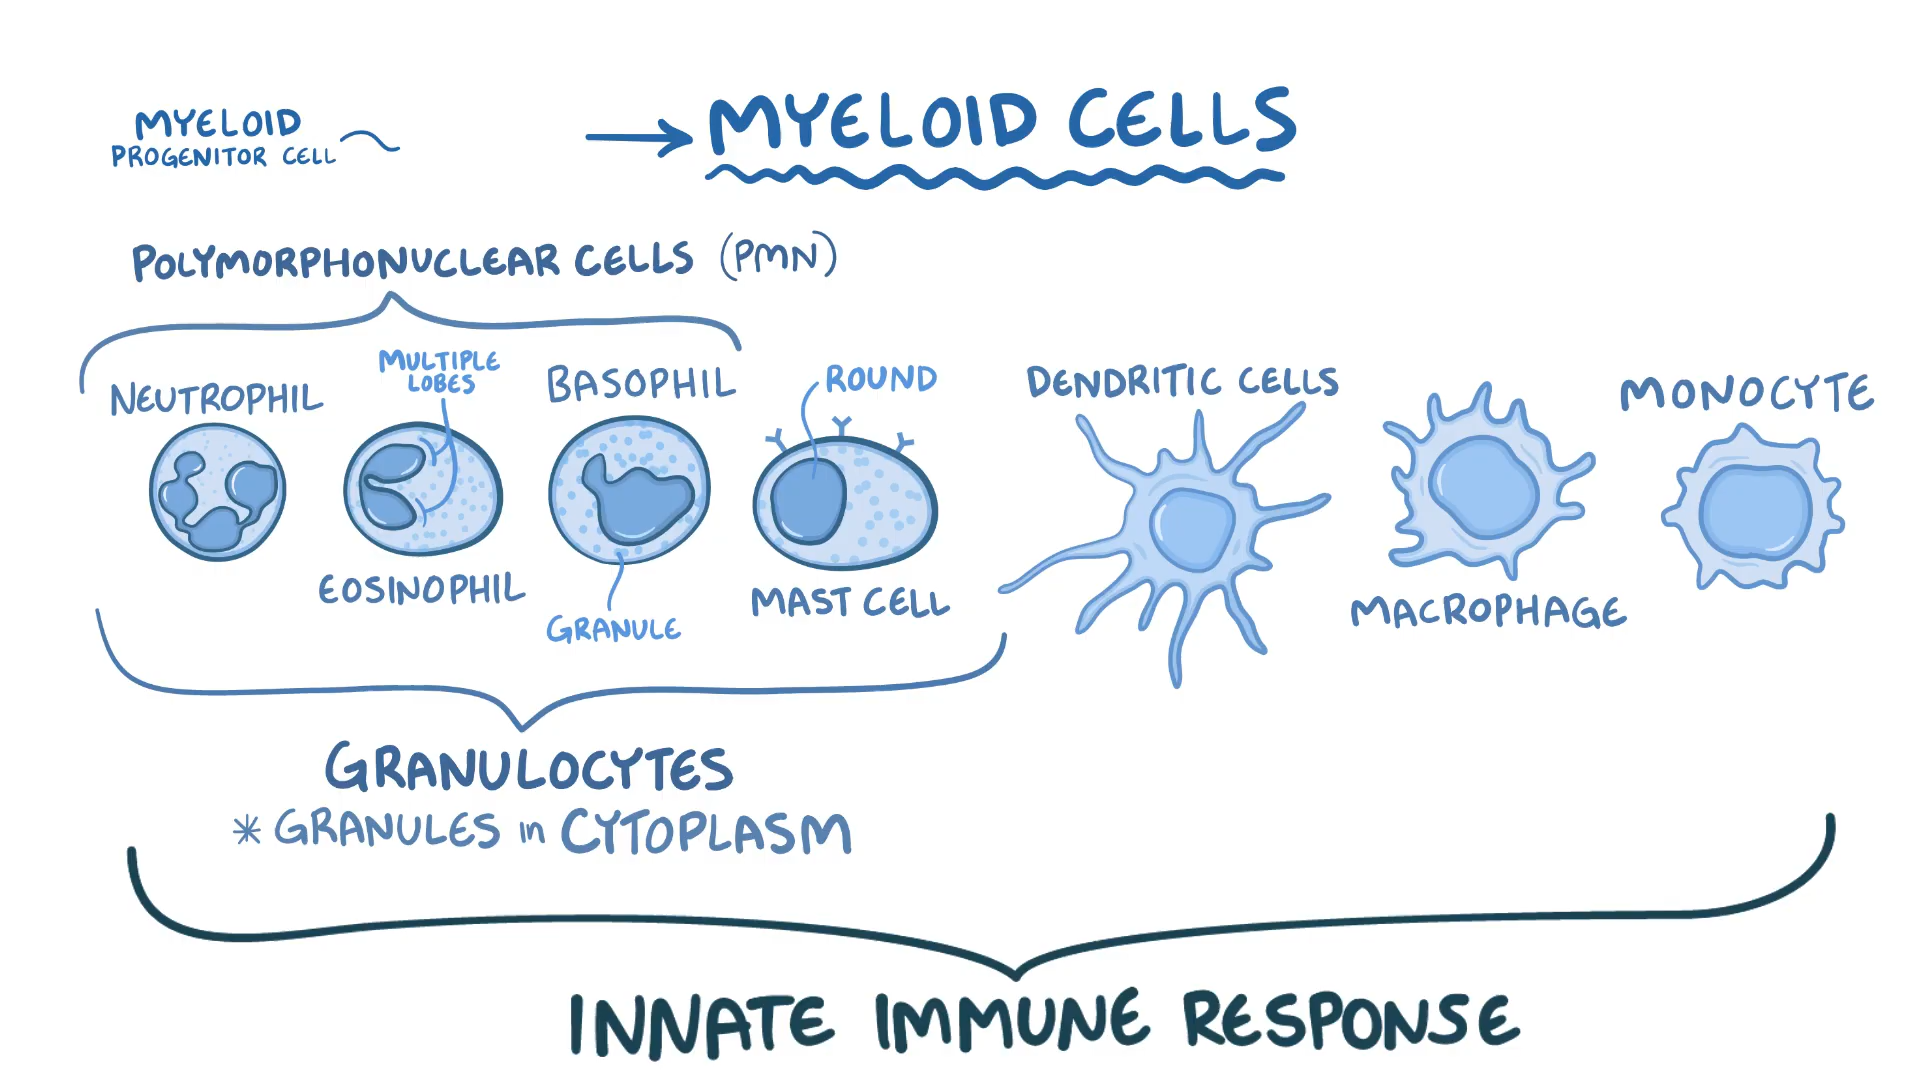 MYELOID
PROGENITOR CELL
MYELOID CELLS
POLYMORPHONUCLEAR CELLS (PMN)
NEUTROPHIL
MULTIPLE
LOBES
EOSINOPHIL
BASOPHIL
GRANULE
ROUND
MAST CELL
DENDRITIC CELLS
MACROPHAGE
MONOCYTE
GRANULOCYTES
* GRANULES in CYTOPLASM
INNATE IMMUNE RESPONSE